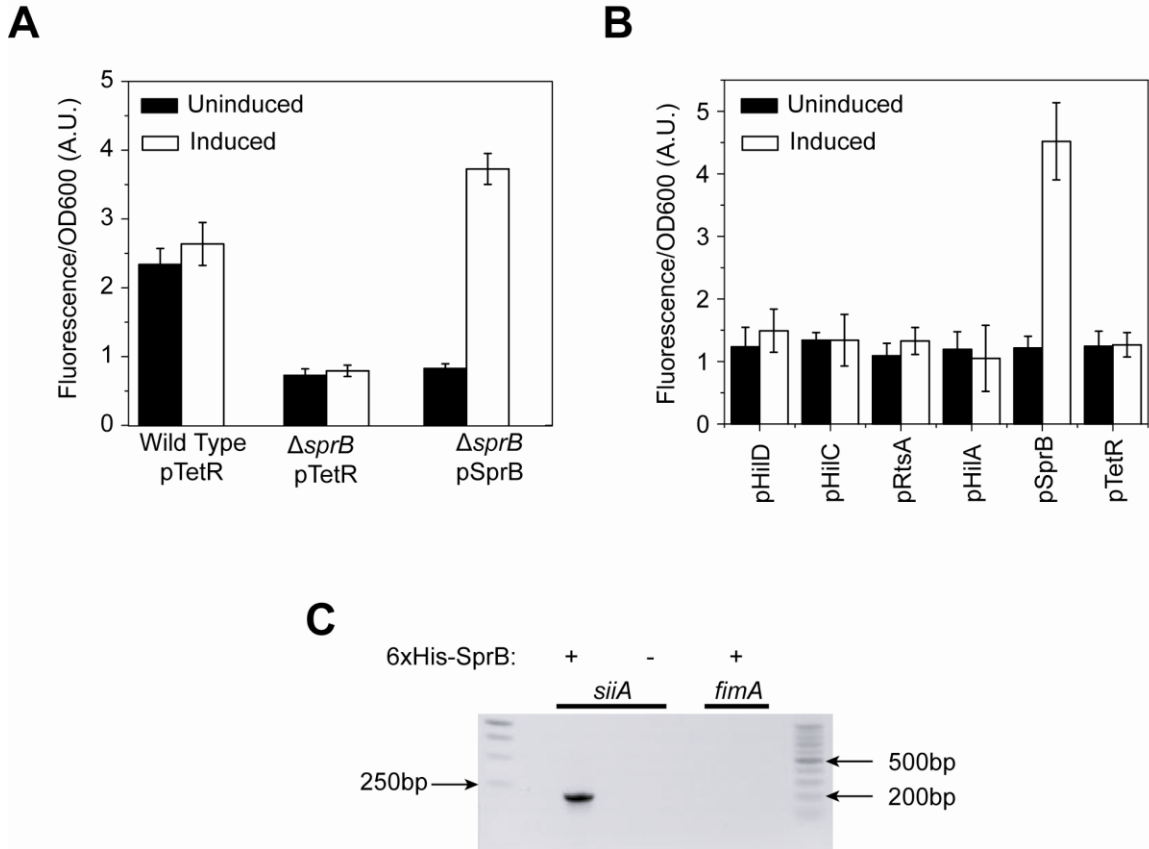 A
Fluorescence/OD600 (A.U.)
5
4
3
2
1
0
Uninduced
Induced
Wild Type
pTetR
ΔsprB
pTetR
ΔsprB
pSprB
B
Fluorescence/OD600 (A.U.)
5
4
3
2
1
0
Uninduced
Induced
pHilD
pHilC
pRtsA
pHilA
pSprB
pTetR
C
6xHis-SprB: + - +
siiA fimA
250bp
500bp
200bp